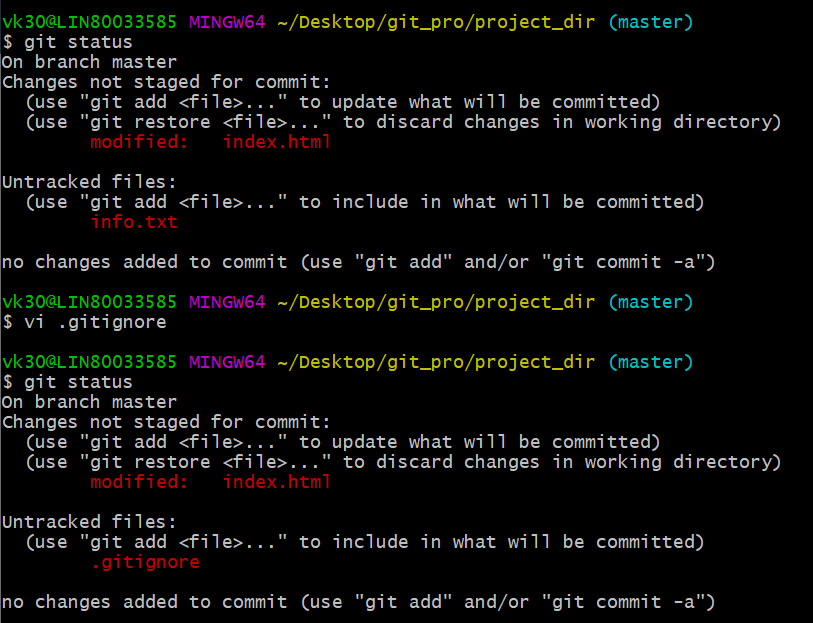 vk30@LIN80033585 MINGW64 ~/Desktop/git_pro/project_dir (master)
$ git status
On branch master
Changes not staged for commit:
  (use "git add <file>..." to update what will be committed)
  (use "git restore <file>..." to discard changes in working directory)
        modified:   index.html

Untracked files:
  (use "git add <file>..." to include in what will be committed)
        info.txt

no changes added to commit (use "git add" and/or "git commit -a")

vk30@LIN80033585 MINGW64 ~/Desktop/git_pro/project_dir (master)
$ vi .gitignore

vk30@LIN80033585 MINGW64 ~/Desktop/git_pro/project_dir (master)
$ git status
On branch master
Changes not staged for commit:
  (use "git add <file>..." to update what will be committed)
  (use "git restore <file>..." to discard changes in working directory)
        modified:   index.html

Untracked files:
  (use "git add <file>..." to include in what will be committed)
        .gitignore

no changes added to commit (use "git add" and/or "git commit -a")